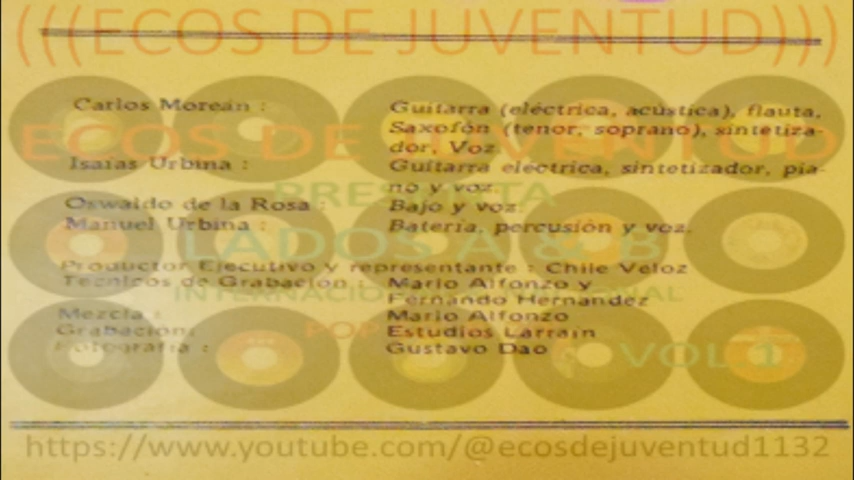 (((ECOS DE JUVENTUD)))
Carlos Moreán : Guitarra (eléctrica, acústica), flauta,
Saxofón (tenor, soprano), sintetiza-
dor, Voz
Isaías Urbina : Guitarra eléctrica, sintetizador, pia-
no y voz
Oswaldo de la Rosa : Bajo y voz
Manuel Urbina : Batería, percusión y voz.
Productor Ejecutivo y representante : Chile Veloz
Técnicos de Grabación : Mario Alfonzo y
Fernando Hernandez
Mezcla : Mario Alfonzo
Grabación: Estudios Larraín
Fotografía : Gustavo Dao
ECOS DE JUVENTUD
PRESENTA
LADOS A & B
POP
VOL 1
https://www.youtube.com/@ecosdejuventud1132